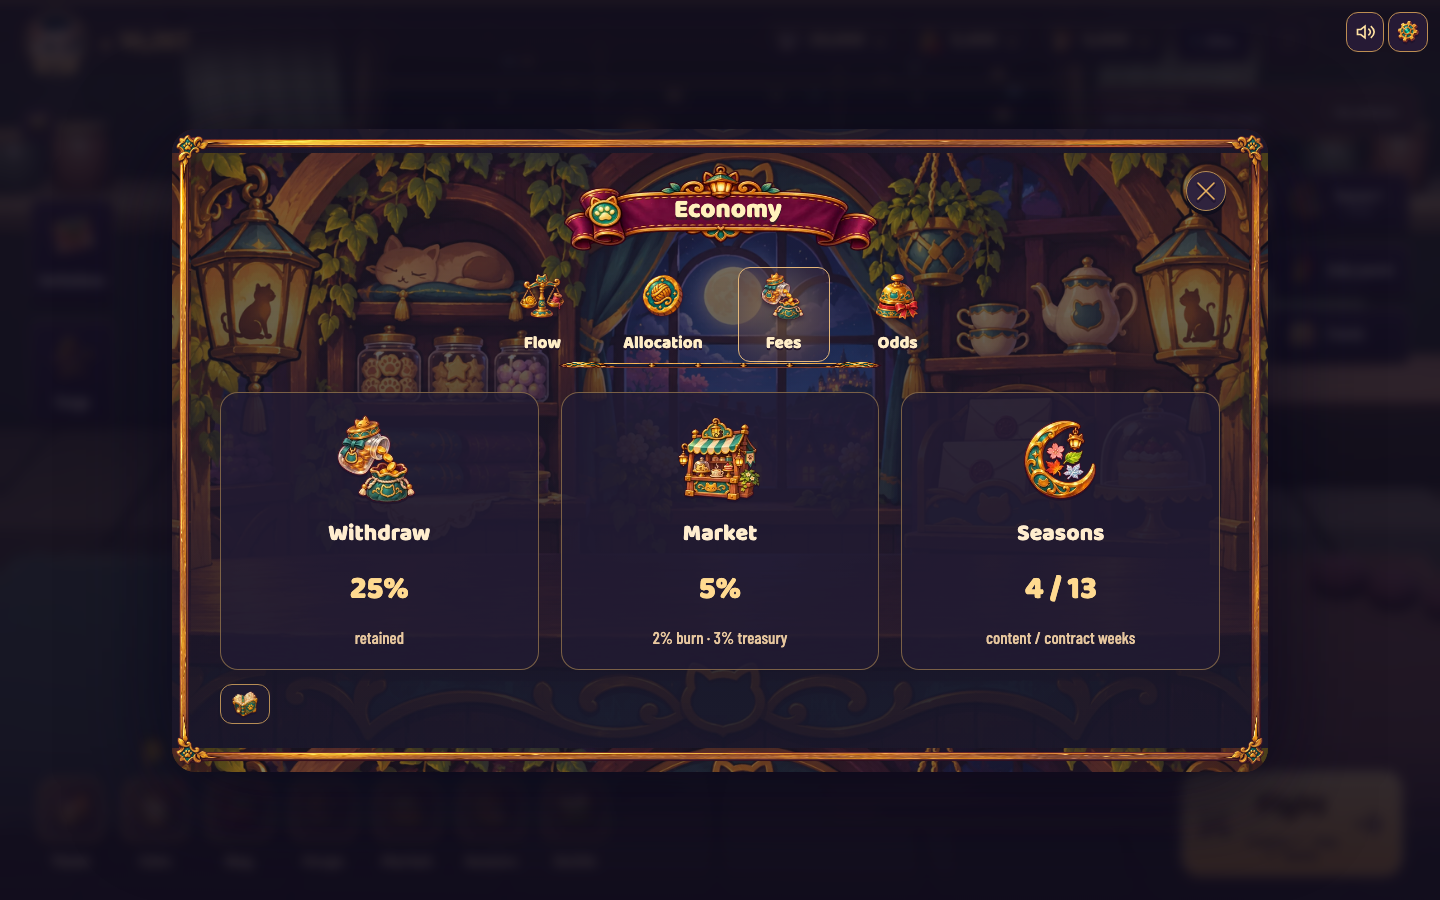 Economy
Flow
Allocation
Fees
Odds
Withdraw
25%
retained
Market
5%
2% burn · 3% treasury
Seasons
4 / 13
content / contract weeks